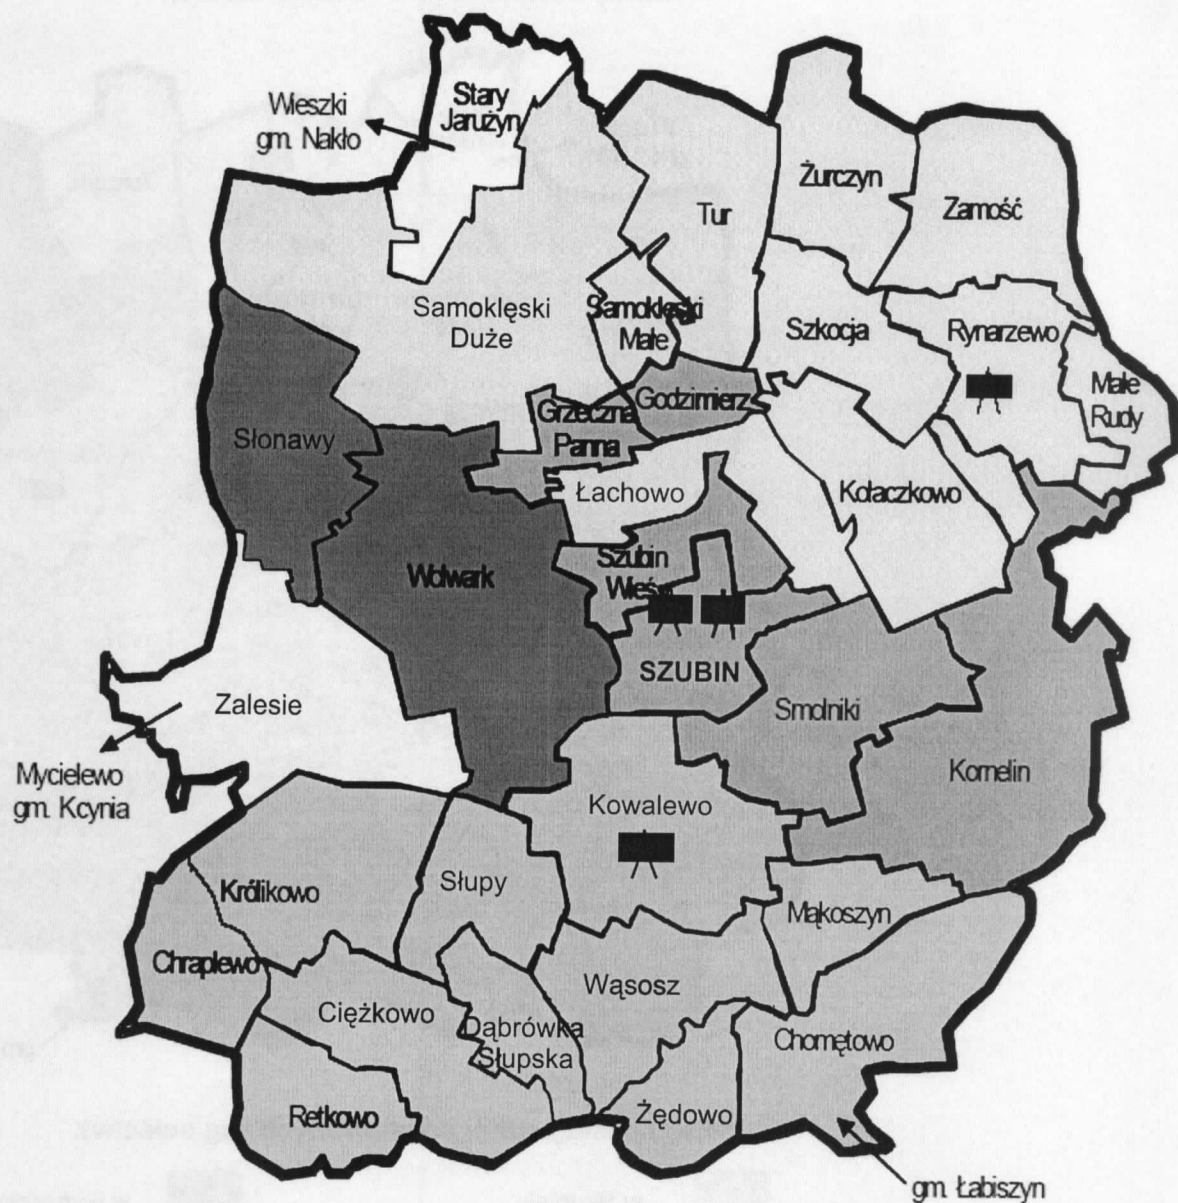 Wieszki
gm. Nakło
Stary
Jarużyn
Żurczyn
Zamość
Tur
Samoklęski
Duże
Samoklęski
Małe
Szkocja
Rynarzewo
Małe
Rudy
Słonawy
Grzeczna
Panna
Godzimierz
Łachowo
Kołaczkowo
Wolwark
Szubin
Wieś
SZUBIN
Smolniki
Zalesie
Kornelin
Mycielewo
gm. Kcynia
Kowalewo
Słupy
Królikowo
Mąkoszyn
Chraplewo
Wąsosz
Ciężkowo
Dąbrówka
Słupska
Chomętowo
Retkowo
Żędowo
gm. Łabiszyn